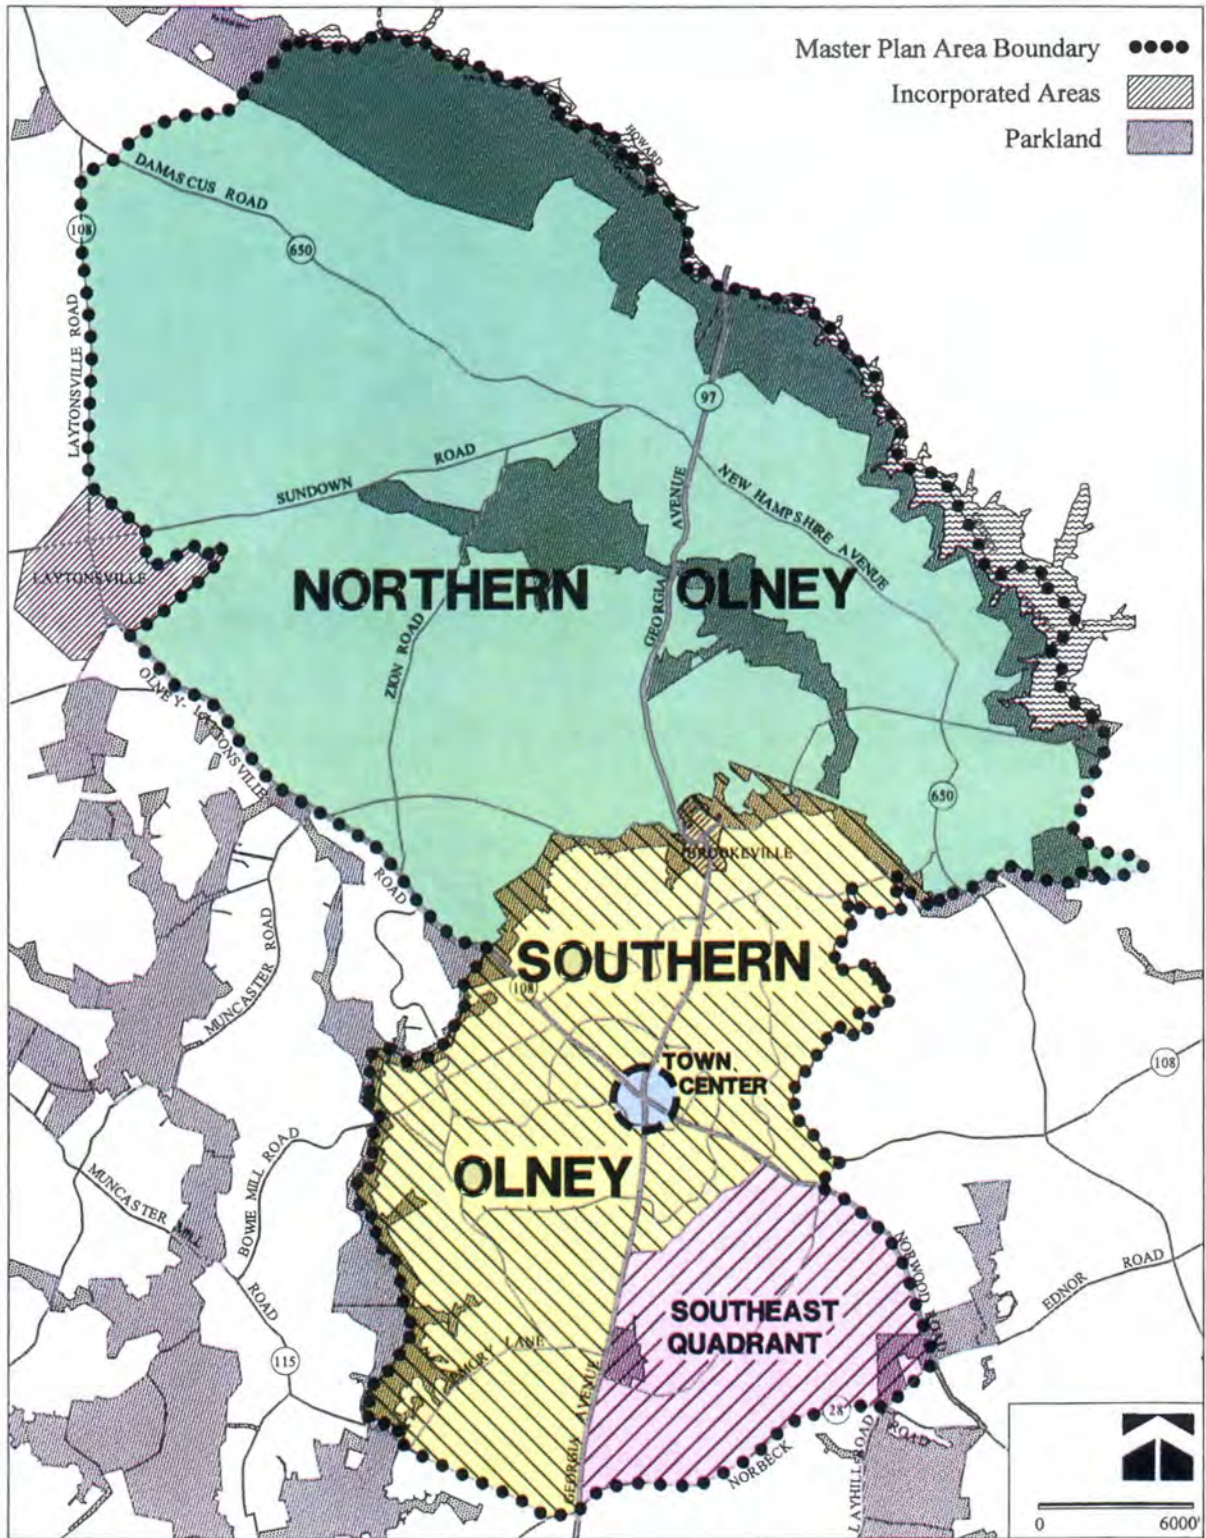 Master Plan Area Boundary
Incorporated Areas
Parkland
HOWARD
DAMASCUS ROAD
108
650
LAYTONSVILLE ROAD
97
SUNDOWN ROAD
GEORGIA AVENUE
NEW HAMPSHIRE AVENUE
LAYTONSVILLE
NORTHERN OLNEY
ZION ROAD
OLNEY-LAYTONSVILLE ROAD
650
BROOKEVILLE
MUNCASTER ROAD
SOUTHERN
108
TOWN
CENTER
108
OLNEY
BOWIE MILL ROAD
MUNCASTER MILL ROAD
NORWOOD ROAD
EDNOR ROAD
SOUTHEAST
QUADRANT
EMORY LANE
115
GEORGIA AVENUE
28
NORBECK ROAD
LAYHILL ROAD
0 6000'